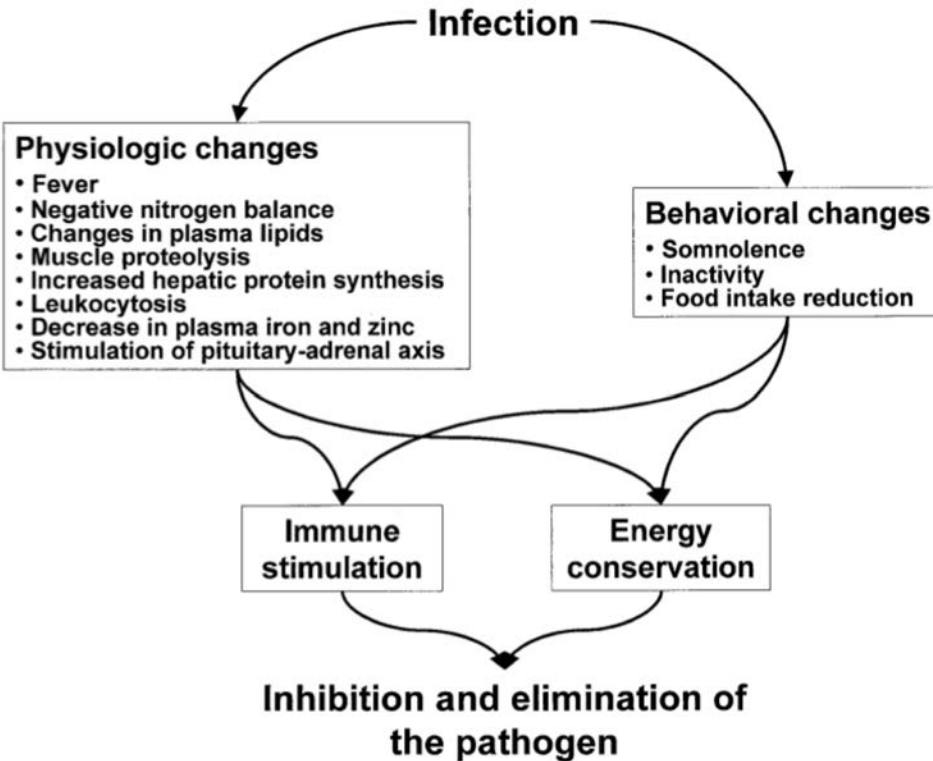 Infection
Physiologic changes
• Fever
• Negative nitrogen balance
• Changes in plasma lipids
• Muscle proteolysis
• Increased hepatic protein synthesis
• Leukocytosis
• Decrease in plasma iron and zinc
• Stimulation of pituitary-adrenal axis
Behavioral changes
• Somnolence
• Inactivity
• Food intake reduction
Immune
stimulation
Energy
conservation
Inhibition and elimination of
the pathogen